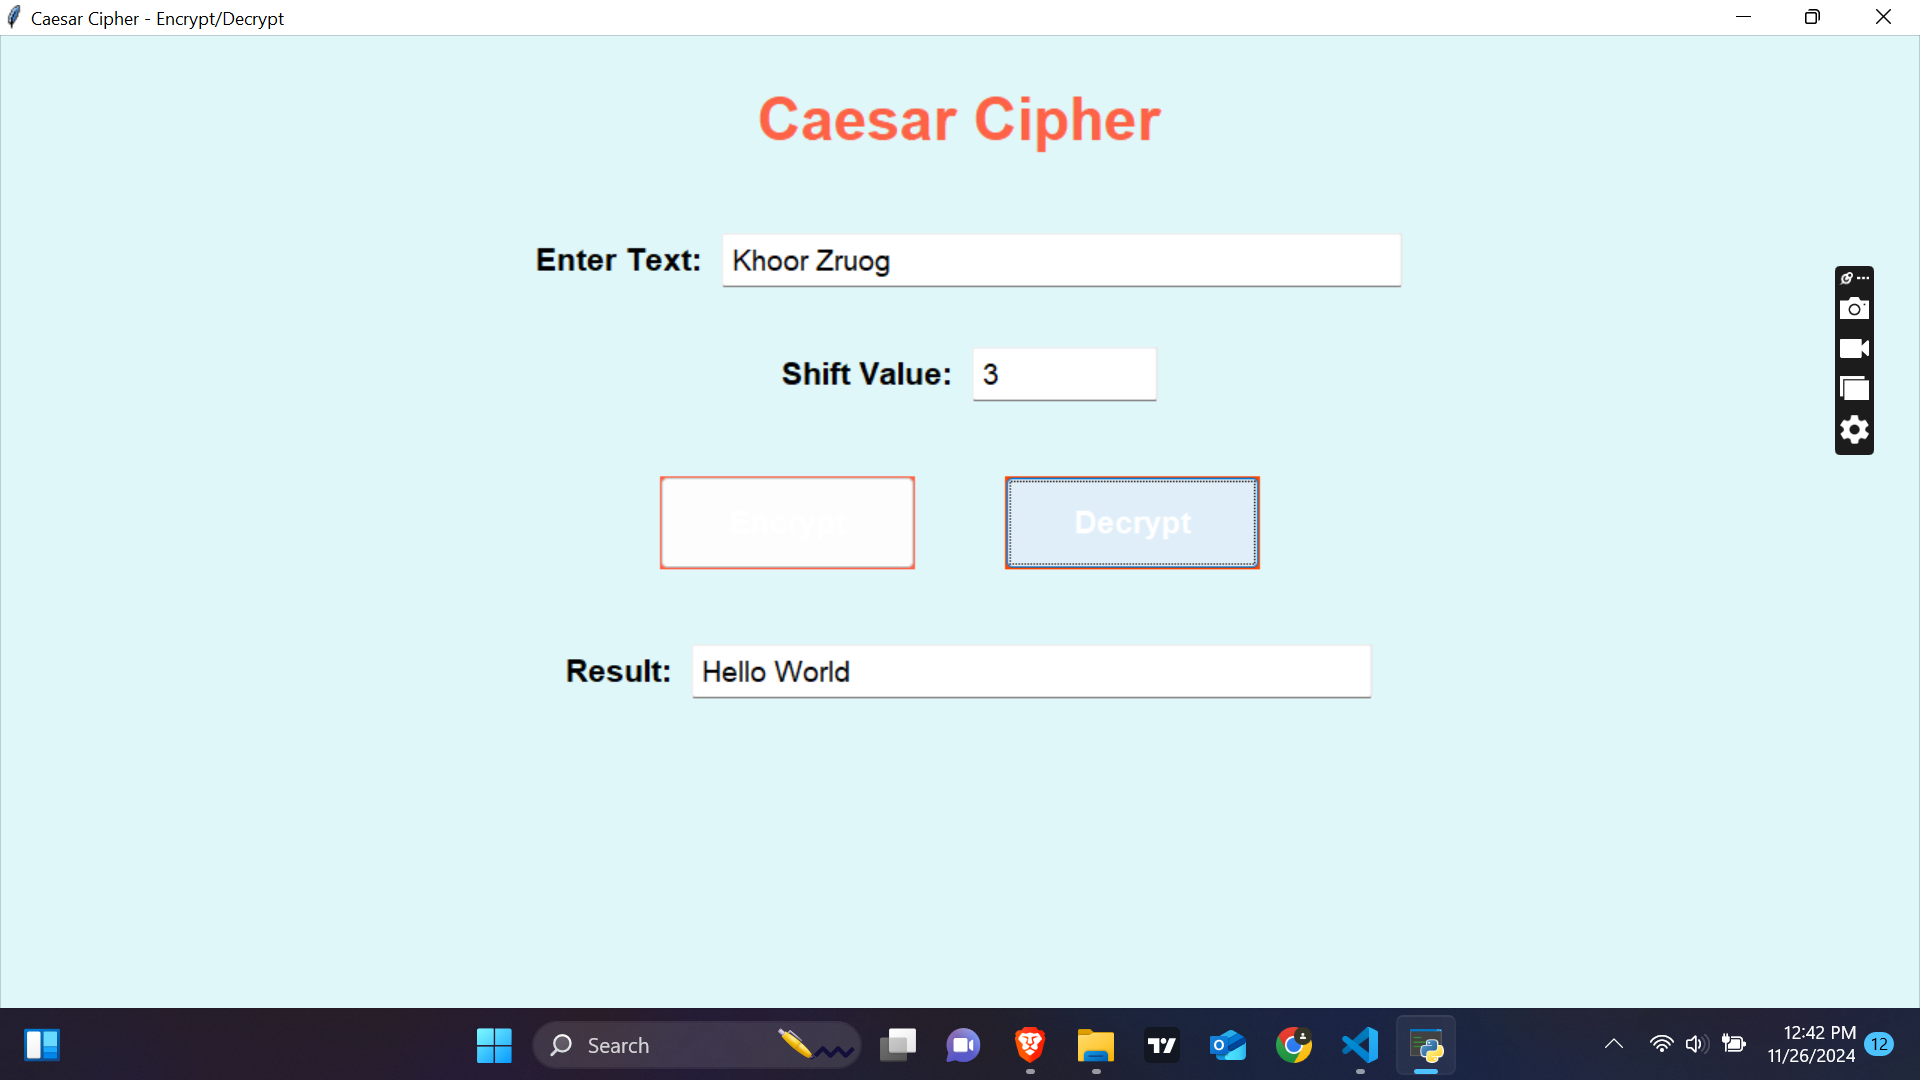 Caesar Cipher - Encrypt/Decrypt
Caesar Cipher
Enter Text: Khoor Zruog
Shift Value: 3
Encrypt Decrypt
Result: Hello World
Search
12:42 PM
11/26/2024
12